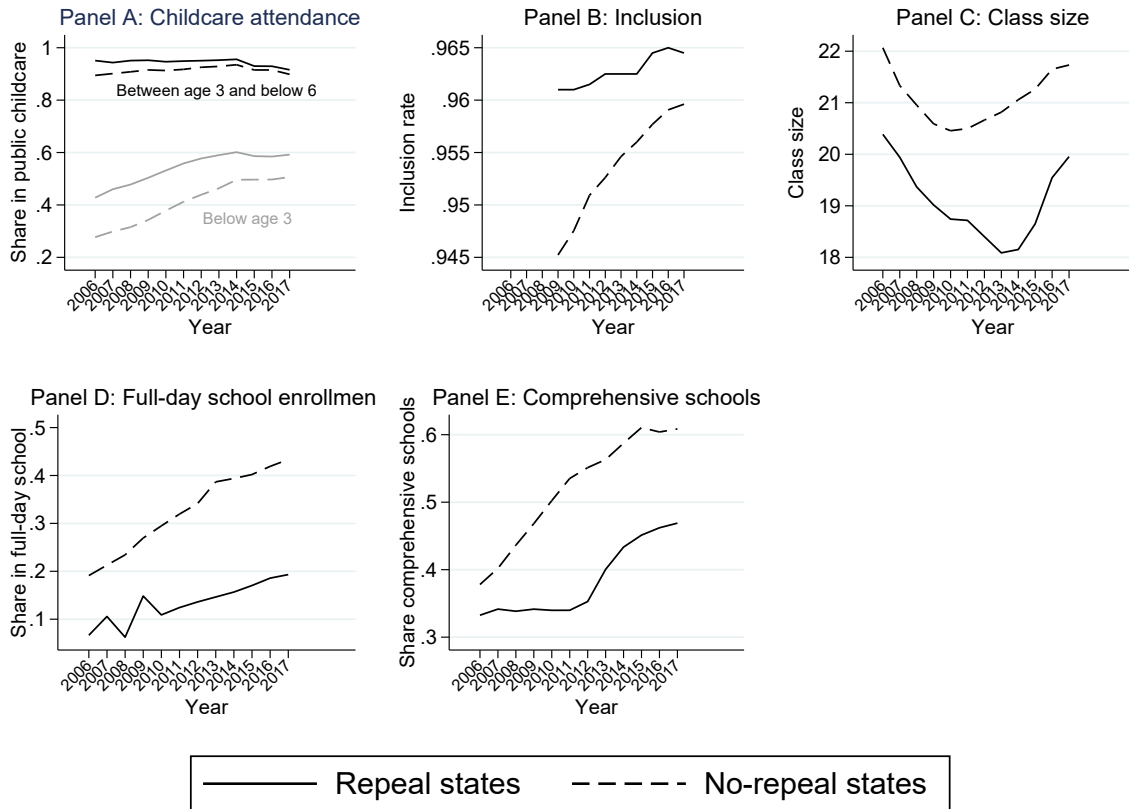 Panel A: Childcare attendance
Share in public childcare
1
.8
.6
.4
.2
Between age 3 and below 6
Below age 3
2006 2007 2008 2009 2010 2011 2012 2013 2014 2015 2016 2017
Year
Panel B: Inclusion
Inclusion rate
.965
.96
.955
.95
.945
2006 2007 2008 2009 2010 2011 2012 2013 2014 2015 2016 2017
Year
Panel C: Class size
Class size
22
21
20
19
18
2006 2007 2008 2009 2010 2011 2012 2013 2014 2015 2016 2017
Year
Panel D: Full-day school enrollmen
Share in full-day school
.5
.4
.3
.2
.1
2006 2007 2008 2009 2010 2011 2012 2013 2014 2015 2016 2017
Year
Panel E: Comprehensive schools
Share comprehensive schools
.6
.5
.4
.3
2006 2007 2008 2009 2010 2011 2012 2013 2014 2015 2016 2017
Year
Repeal states No-repeal states